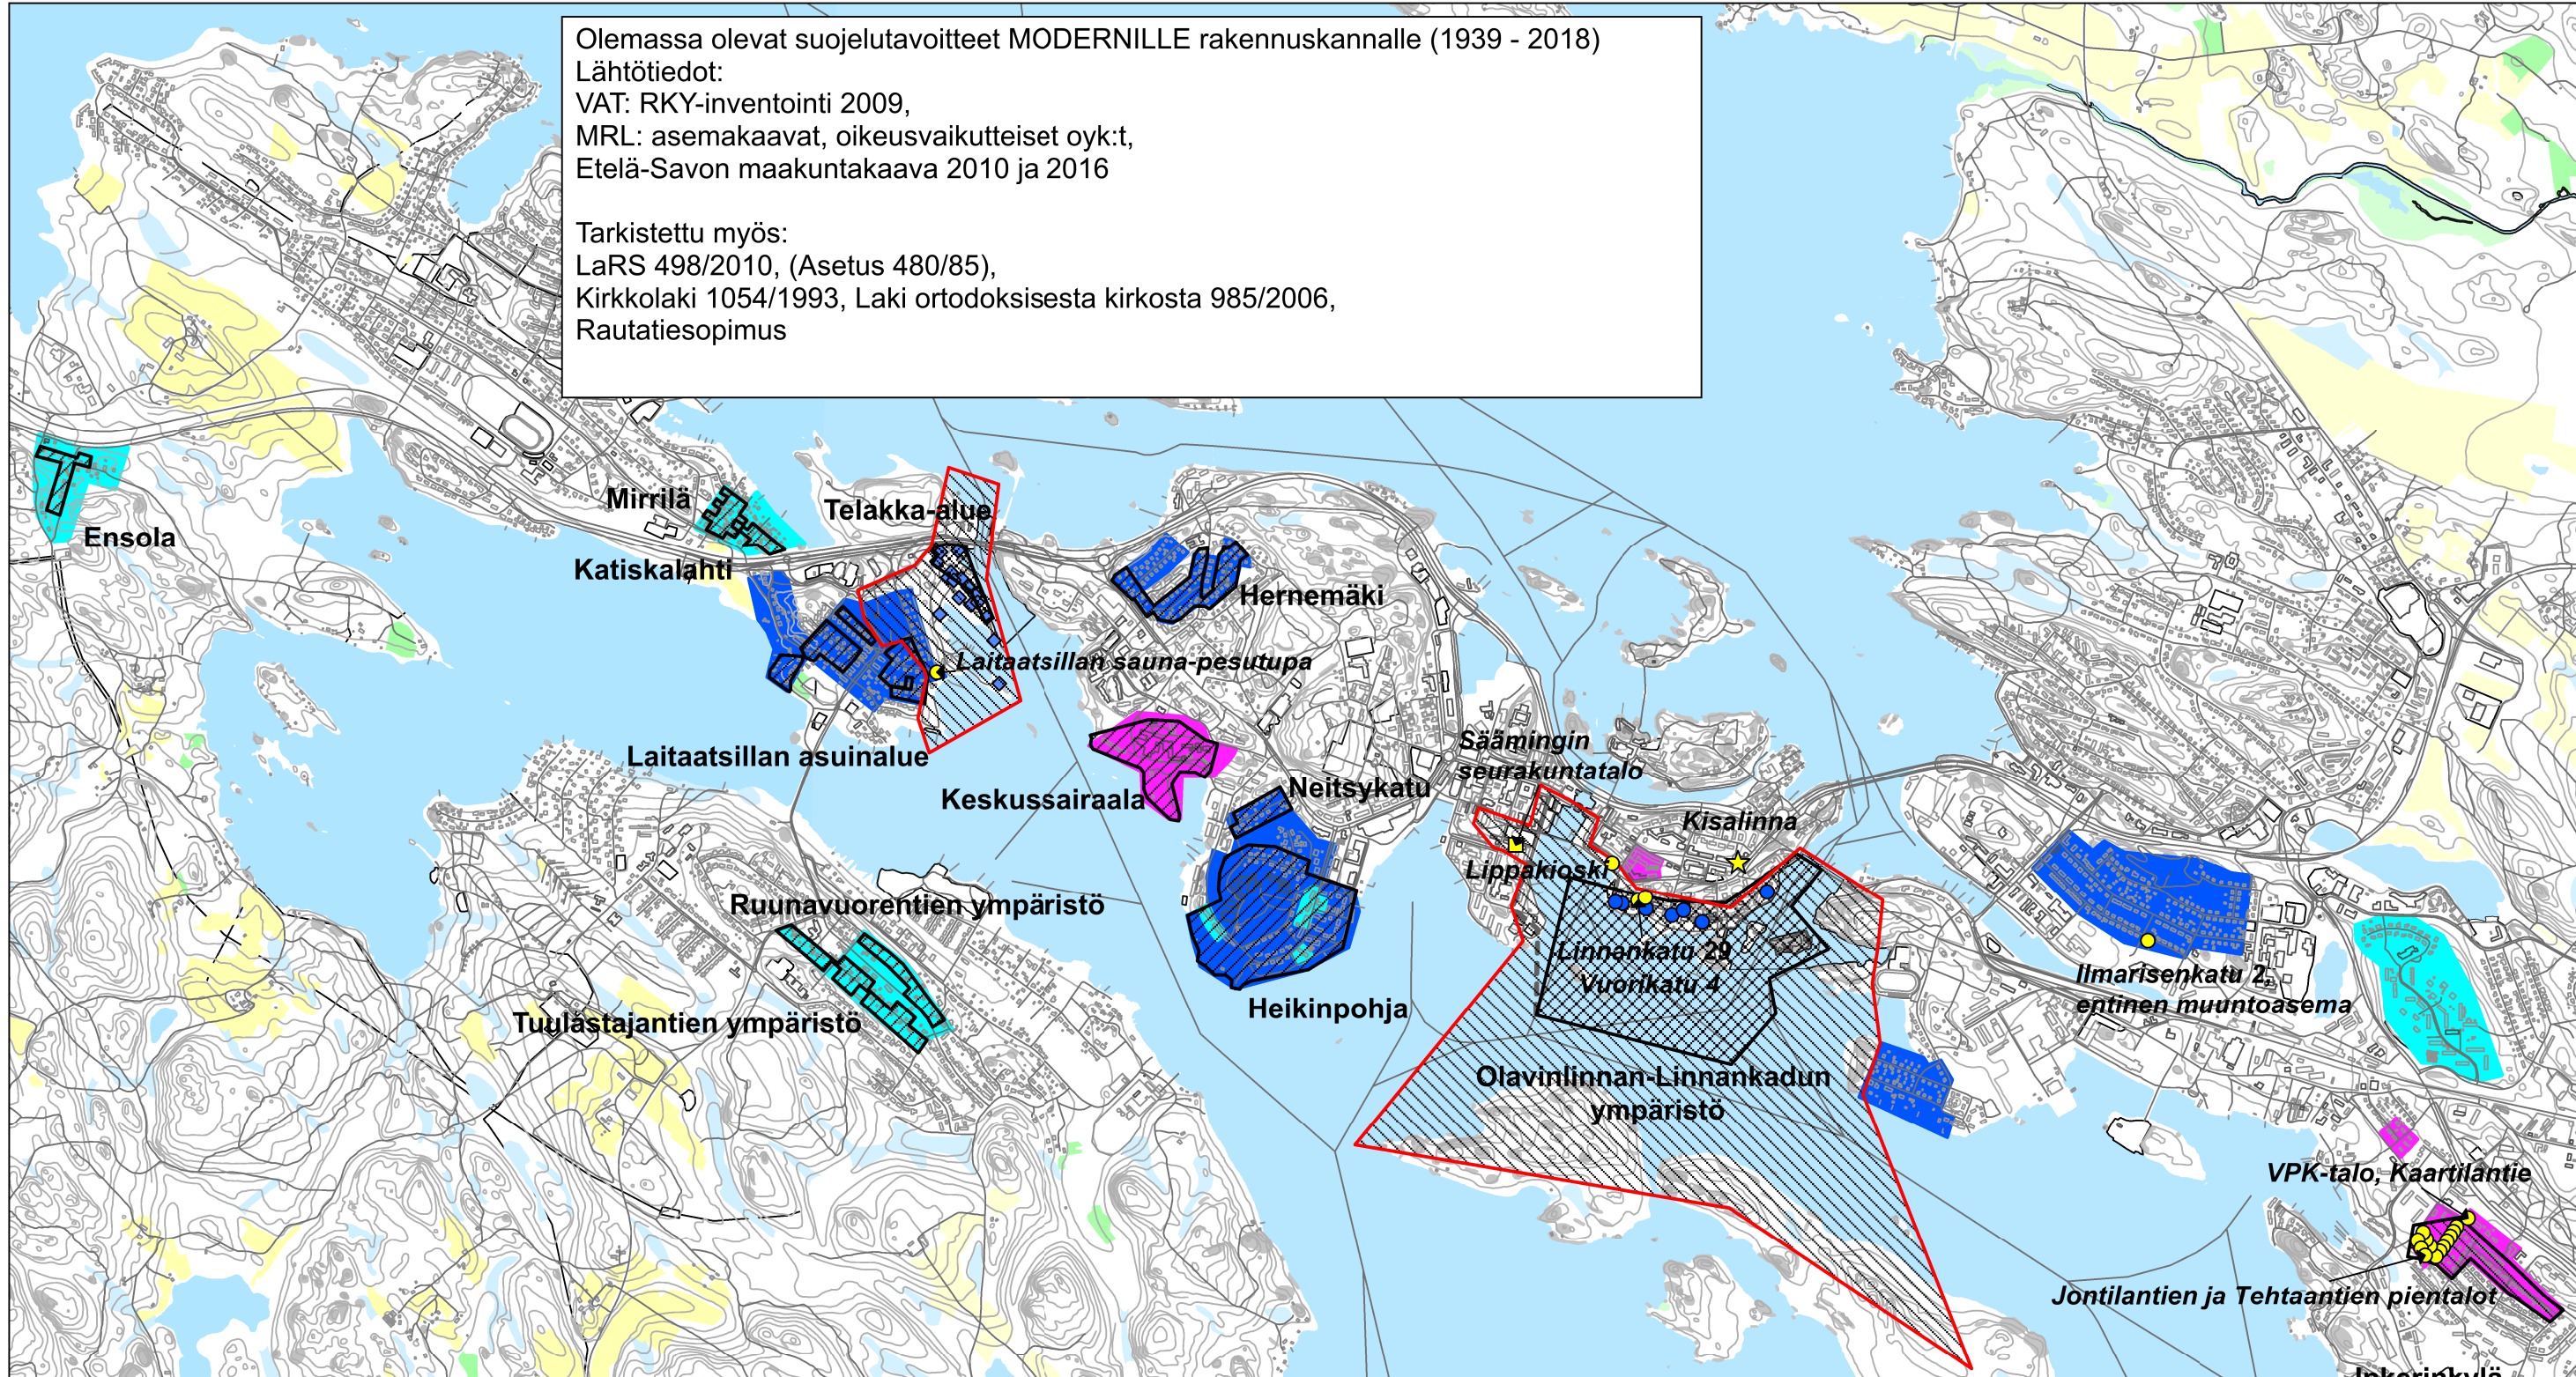 Olemassa olevat suojelutavoitteet MODERNILLE rakennuskannalle (1939 - 2018)
Lähtötiedot:
VAT: RKY-inventointi 2009,
MRL: asemakaavat, oikeusvaikutteiset oyk:t,
Etelä-Savon maakuntakaava 2010 ja 2016
Tarkistettu myös:
LaRS 498/2010, (Asetus 480/85),
Kirkkolaki 1054/1993, Laki ortodoksisesta kirkosta 985/2006,
Rautatiesopimus
Mirrilä
Telakka-alue
Ensola
Katiskalahti
Hernemäki
Laitaatsillan sauna-pesutupa
Laitaatsillan asuinalue
Säämingin
seurakuntatalo
Keskussairaala
Neitsykatu
Kisalinna
Lippakioski
Ruunavuorentien ympäristö
Linnankatu 29
Vuorikatu 4
Ilmarisenkatu 2,
entinen muuntoasema
Heikinpohja
Tuulastajantien ympäristö
Olavinlinnan-Linnankadun
ympäristö
VPK-talo, Kaartilantie
Jontilantien ja Tehtaantien pientalot